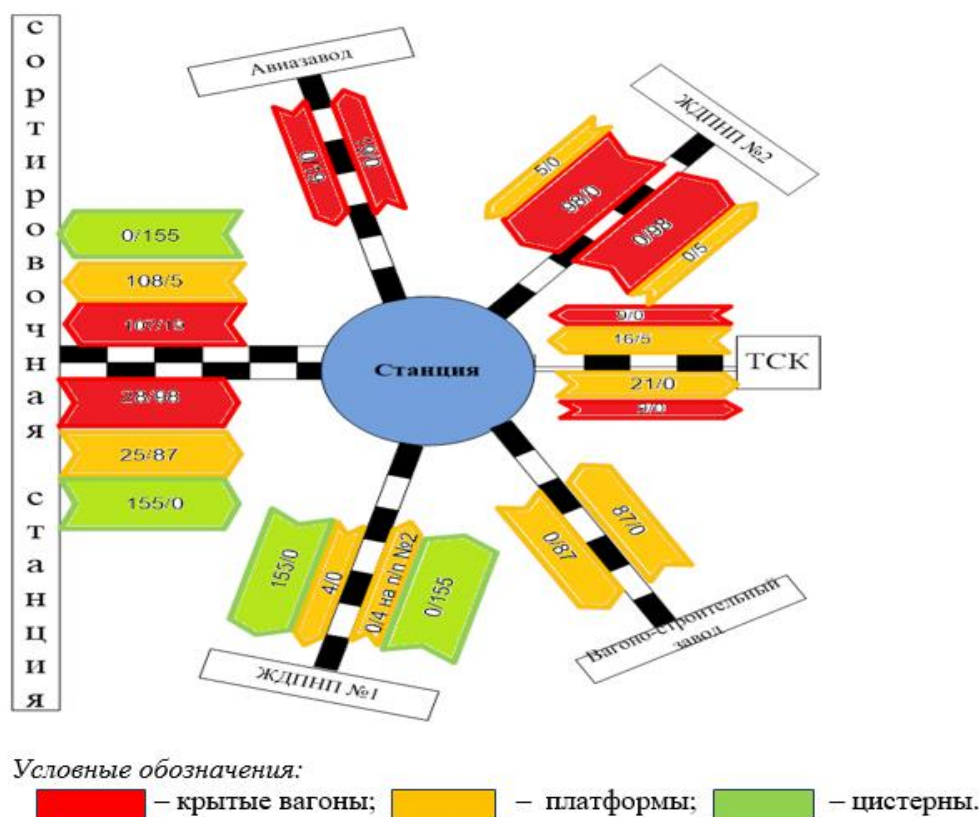 сортировочная станция
Авиазавод
ЖДПНП №2
5/0
98/0
0/98
0/5
0/155
108/5
28/98
25/87
155/0
Станция
9/0
16/5
21/0
ТСК
155/0
4/0
0/4 на п/п №2
0/155
ЖДПНП №1
0/87
87/0
Вагоно-строительный
завод
Условные обозначения:
– крытые вагоны; – платформы; – цистерны.